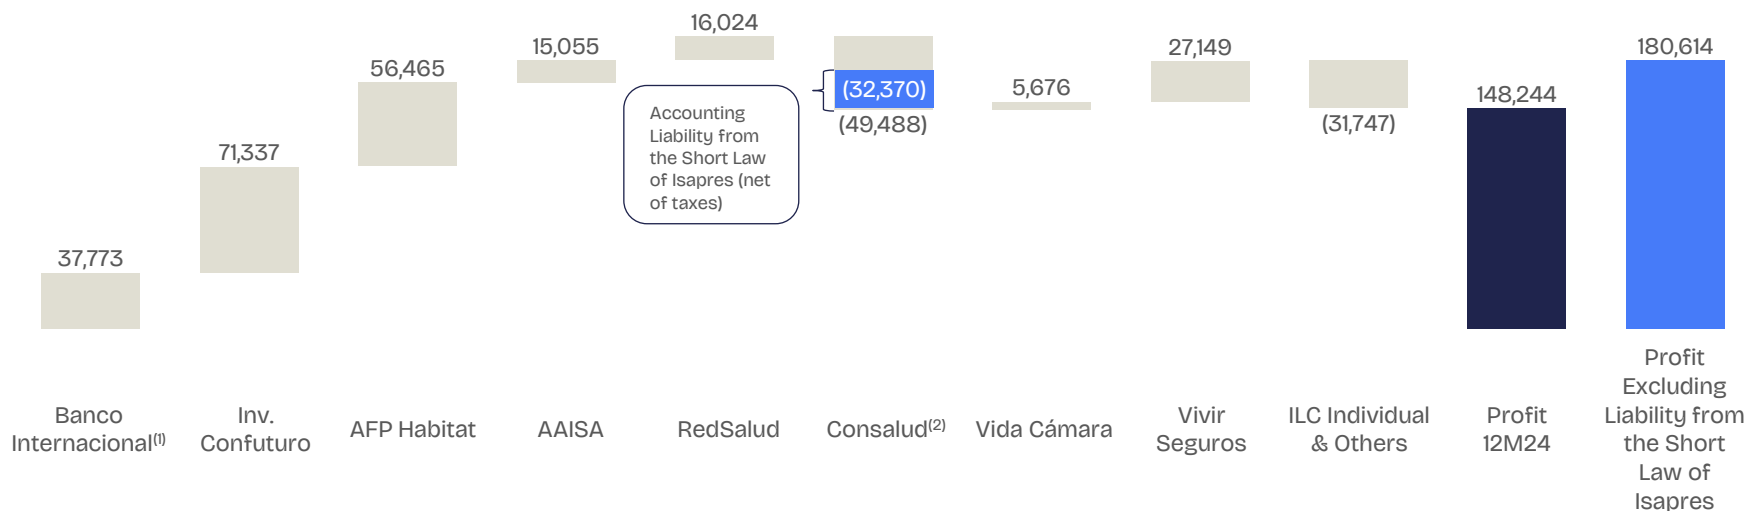 37,773
71,337
56,465
15,055
16,024
Accounting
Liability from
the Short Law
of Isapres (net
of taxes)
(32,370)
(49,488)
5,676
27,149
(31,747)
148,244
180,614
Banco
Internacional(1)
Inv.
Confuturo
AFP Habitat
AAISA
RedSalud
Consalud(2)
Vida Cámara
Vivir
Seguros
ILC Individual
& Others
Profit
12M24
Profit
Excluding
Liability from
the Short
Law of
Isapres